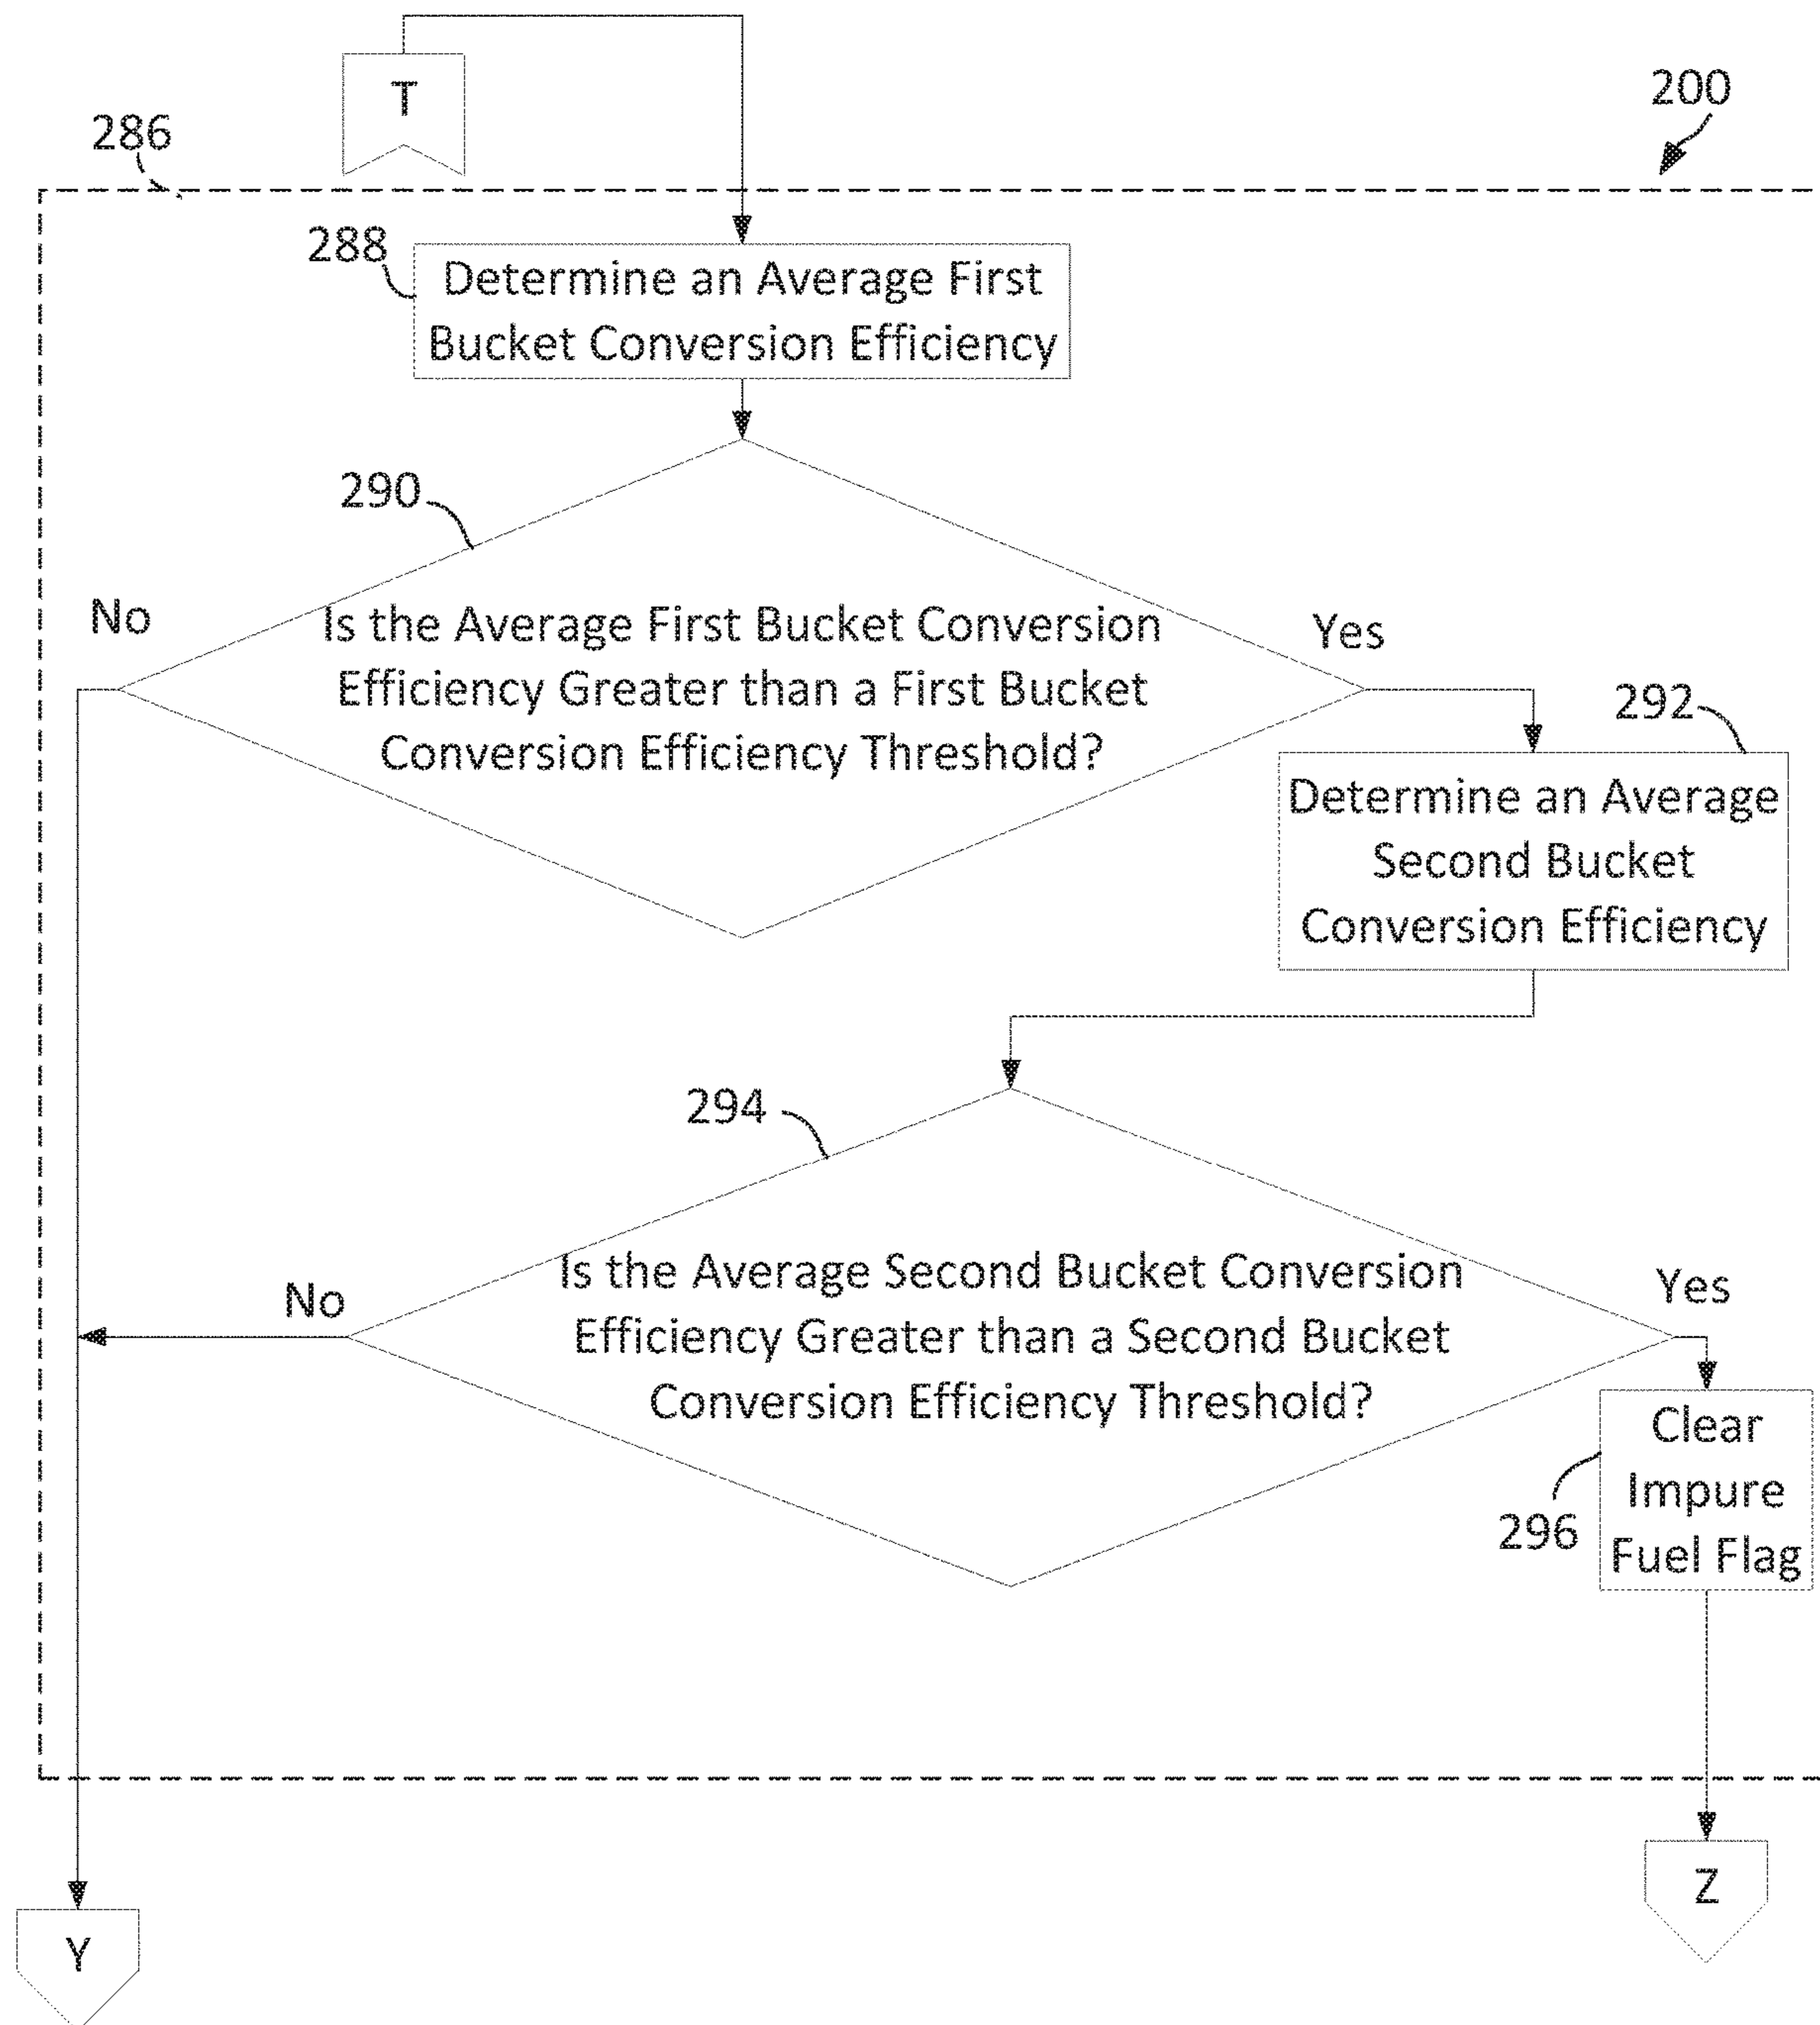 T
200
286
288
Determine an Average First
Bucket Conversion Efficiency
290
No
Is the Average First Bucket Conversion
Efficiency Greater than a First Bucket
Conversion Efficiency Threshold?
Yes
292
Determine an Average
Second Bucket
Conversion Efficiency
294
No
Is the Average Second Bucket Conversion
Efficiency Greater than a Second Bucket
Conversion Efficiency Threshold?
Yes
Clear
Impure
Fuel Flag
296
Z
Y